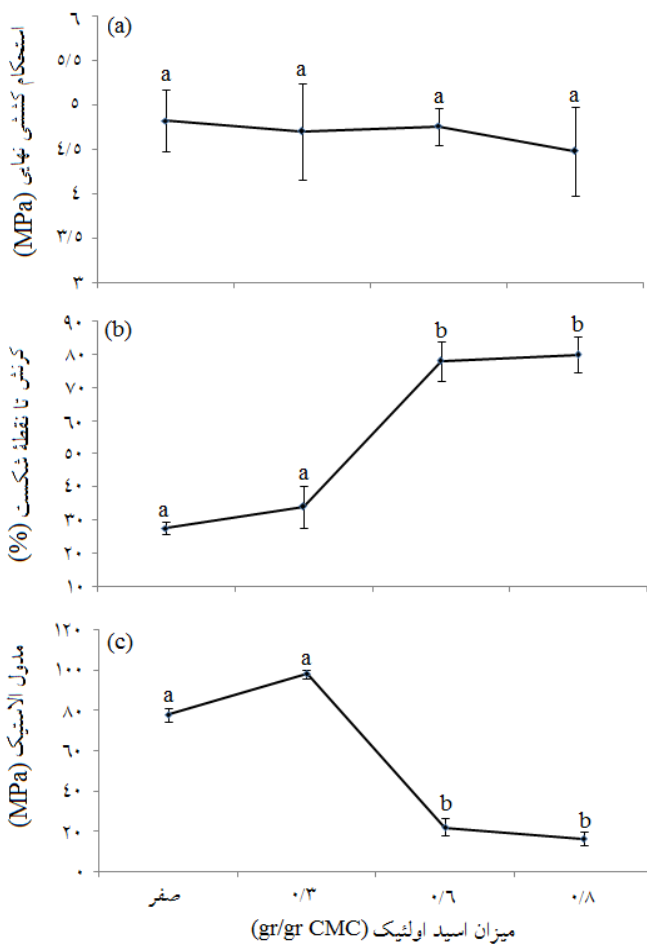 (a)
استحکام کششی نهایی (MPa)
۶
۵/۵
۵
۴/۵
۴
۳/۵
۳
a
a
a
a
(b)
کرنش تا نقطهٔ شکست (%)
۹۰
۸۰
۷۰
۶۰
۵۰
۴۰
۳۰
۲۰
۱۰
a
a
b
b
(c)
مدول الاستیک (MPa)
۱۲۰
۱۰۰
۸۰
۶۰
۴۰
۲۰
۰
a
a
b
b
صفر ۰/۳ ۰/۶ ۰/۸
میزان اسید اولئیک (gr/gr CMC)